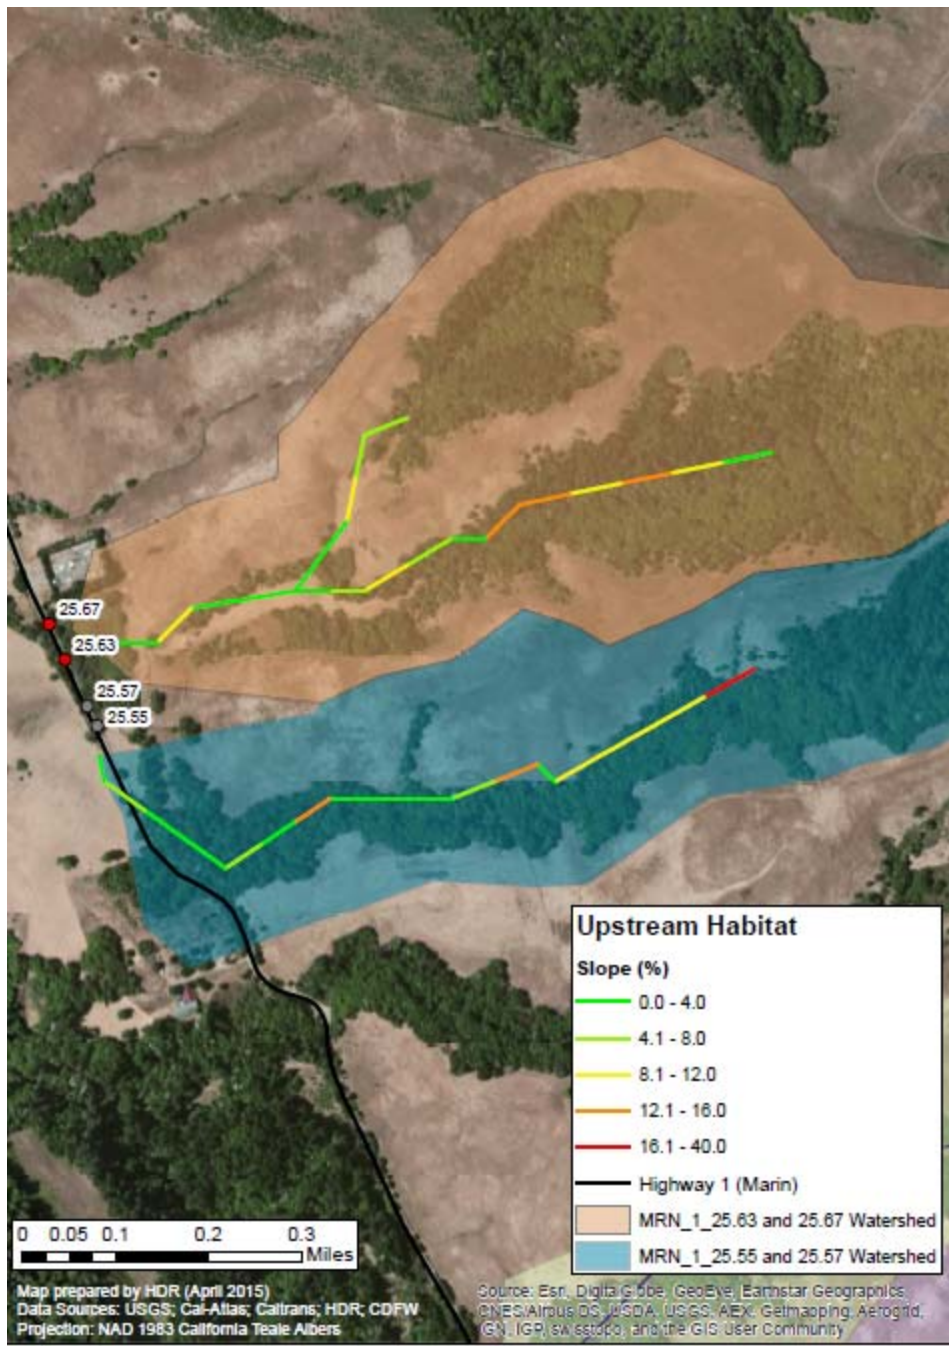 25.67
25.63
25.57
25.55
Upstream Habitat
Slope (%)
0.0 - 4.0
4.1 - 8.0
8.1 - 12.0
12.1 - 16.0
16.1 - 40.0
Highway 1 (Marin)
MRN_1_25.63 and 25.67 Watershed
MRN_1_25.55 and 25.57 Watershed
0 0.05 0.1 0.2 0.3
Miles
Map prepared by HDR (April 2015)
Data Sources: USGS; Cal-Atlas; Caltrans; HDR; CDFW
Projection: NAD 1983 California Teale Albers
Source: Esri, DigitalGlobe, GeoEye, Earthstar Geographics,
CNES/Airbus DS, USDA, USGS, AEX, Getmapping, Aerogrid,
IGN, IGP, swisstopo, and the GIS User Community